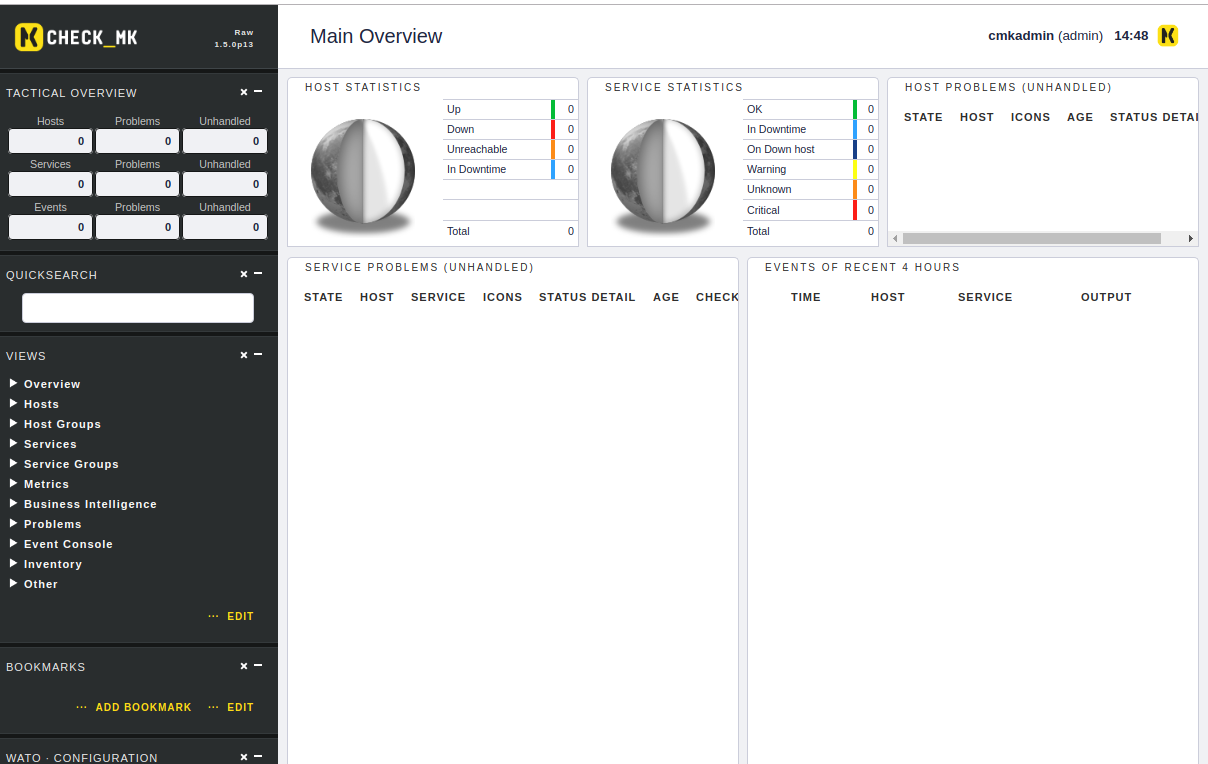 CHECK_MK
Raw
1.5.0p13
Main Overview
cmkadmin (admin) 14:48
TACTICAL OVERVIEW
Hosts Problems Unhandled
0 0 0
Services Problems Unhandled
0 0 0
Events Problems Unhandled
0 0 0
QUICKSEARCH
VIEWS
Overview
Hosts
Host Groups
Services
Service Groups
Metrics
Business Intelligence
Problems
Event Console
Inventory
Other
··· EDIT
BOOKMARKS
··· ADD BOOKMARK ··· EDIT
WATO · CONFIGURATION
HOST STATISTICS
Up 0
Down 0
Unreachable 0
In Downtime 0
Total 0
SERVICE STATISTICS
OK 0
In Downtime 0
On Down host 0
Warning 0
Unknown 0
Critical 0
Total 0
HOST PROBLEMS (UNHANDLED)
STATE HOST ICONS AGE STATUS DETAI
SERVICE PROBLEMS (UNHANDLED)
STATE HOST SERVICE ICONS STATUS DETAIL AGE CHECK
EVENTS OF RECENT 4 HOURS
TIME HOST SERVICE OUTPUT